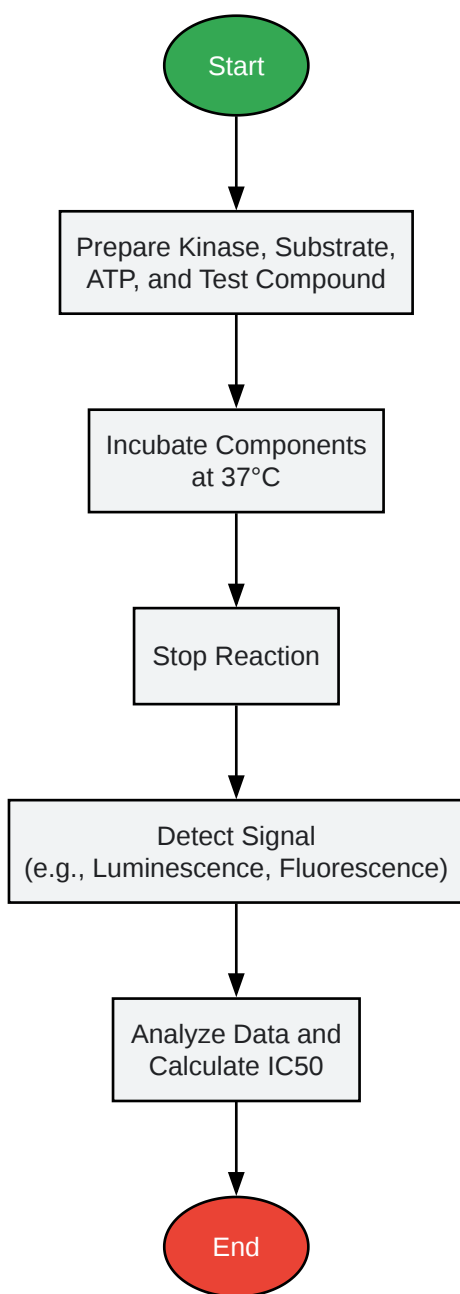 Start
Prepare Kinase, Substrate,
ATP, and Test Compound
Incubate Components
at 37°C
Stop Reaction
Detect Signal
(e.g., Luminescence, Fluorescence)
Analyze Data and
Calculate IC50
End